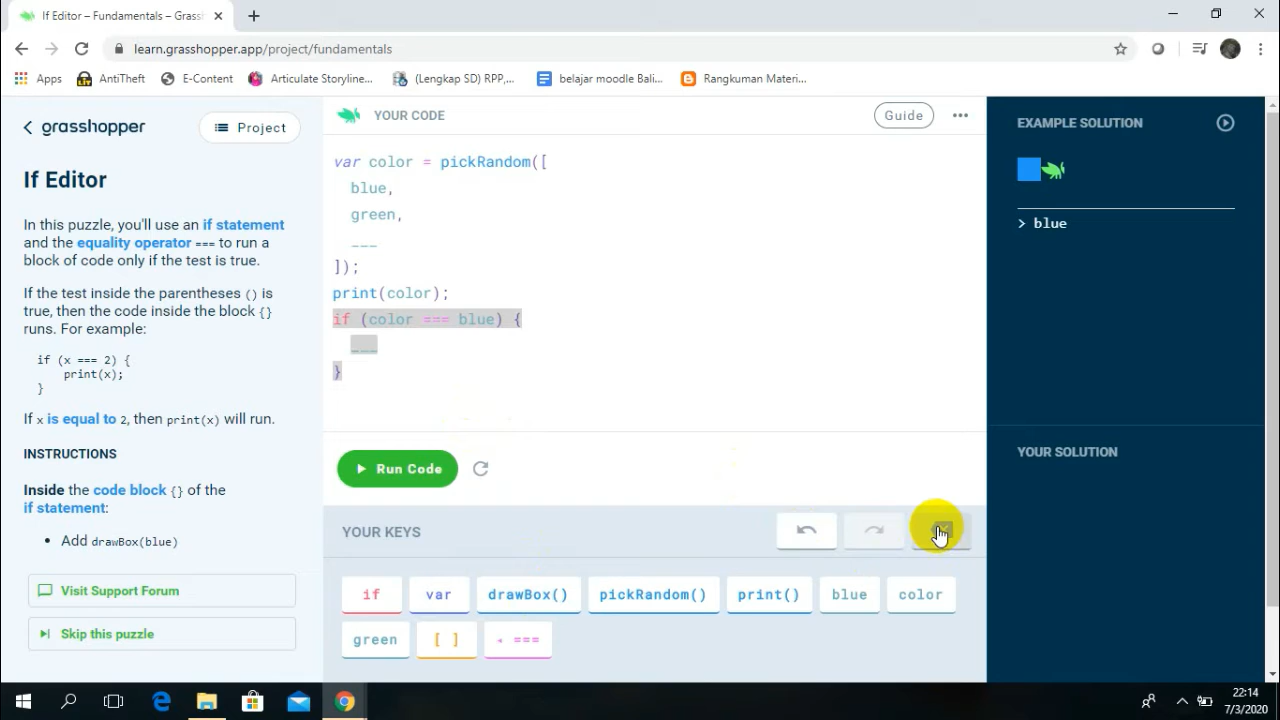 If Editor – Fundamentals – Grassh
learn.grasshopper.app/project/fundamentals
Apps
AntiTheft
E-Content
Articulate Storyline...
(Lengkap SD) RPP,...
belajar moodle Bali...
Rangkuman Materi...
grasshopper
Project
If Editor
In this puzzle, you'll use an if statement
and the equality operator === to run a
block of code only if the test is true.
If the test inside the parentheses () is
true, then the code inside the block {}
runs. For example:
if (x === 2) {
print(x);
}
If x is equal to 2, then print(x) will run.
INSTRUCTIONS
Inside the code block {} of the
if statement:
• Add drawBox(blue)
Visit Support Forum
Skip this puzzle
YOUR CODE
Guide
var color = pickRandom([
blue,
green,
___
]);
print(color);
if (color === blue) {
___
}
Run Code
YOUR KEYS
if
var
drawBox()
pickRandom()
print()
blue
color
green
[ ]
===
EXAMPLE SOLUTION
> blue
YOUR SOLUTION
22:14
7/3/2020